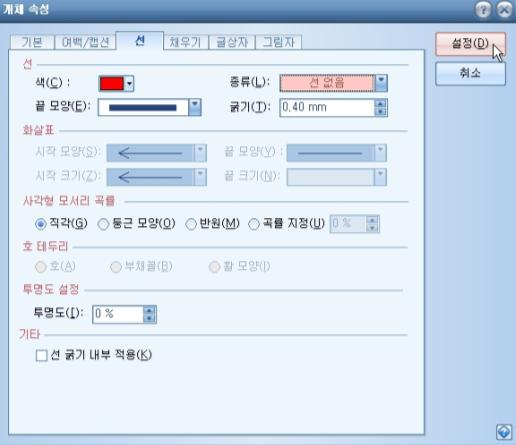 개체 속성
기본 여백/캡션 선 채우기 글상자 그림자
설정(D)
취소
선
색(C) : 종류(L): 선 없음
끝 모양(E): 굵기(T): 0,40 mm
화살표
시작 모양(S): 끝 모양(Y) :
시작 크기(Z): 끝 크기(N):
사각형 모서리 곡률
직각(G) 둥근 모양(O) 반원(M) 곡률 지정(U) 0 %
호 테두리
호(A) 부채꼴(B) 활 모양(I)
투명도 설정
투명도(I): 0 %
기타
선 굵기 내부 적용(K)